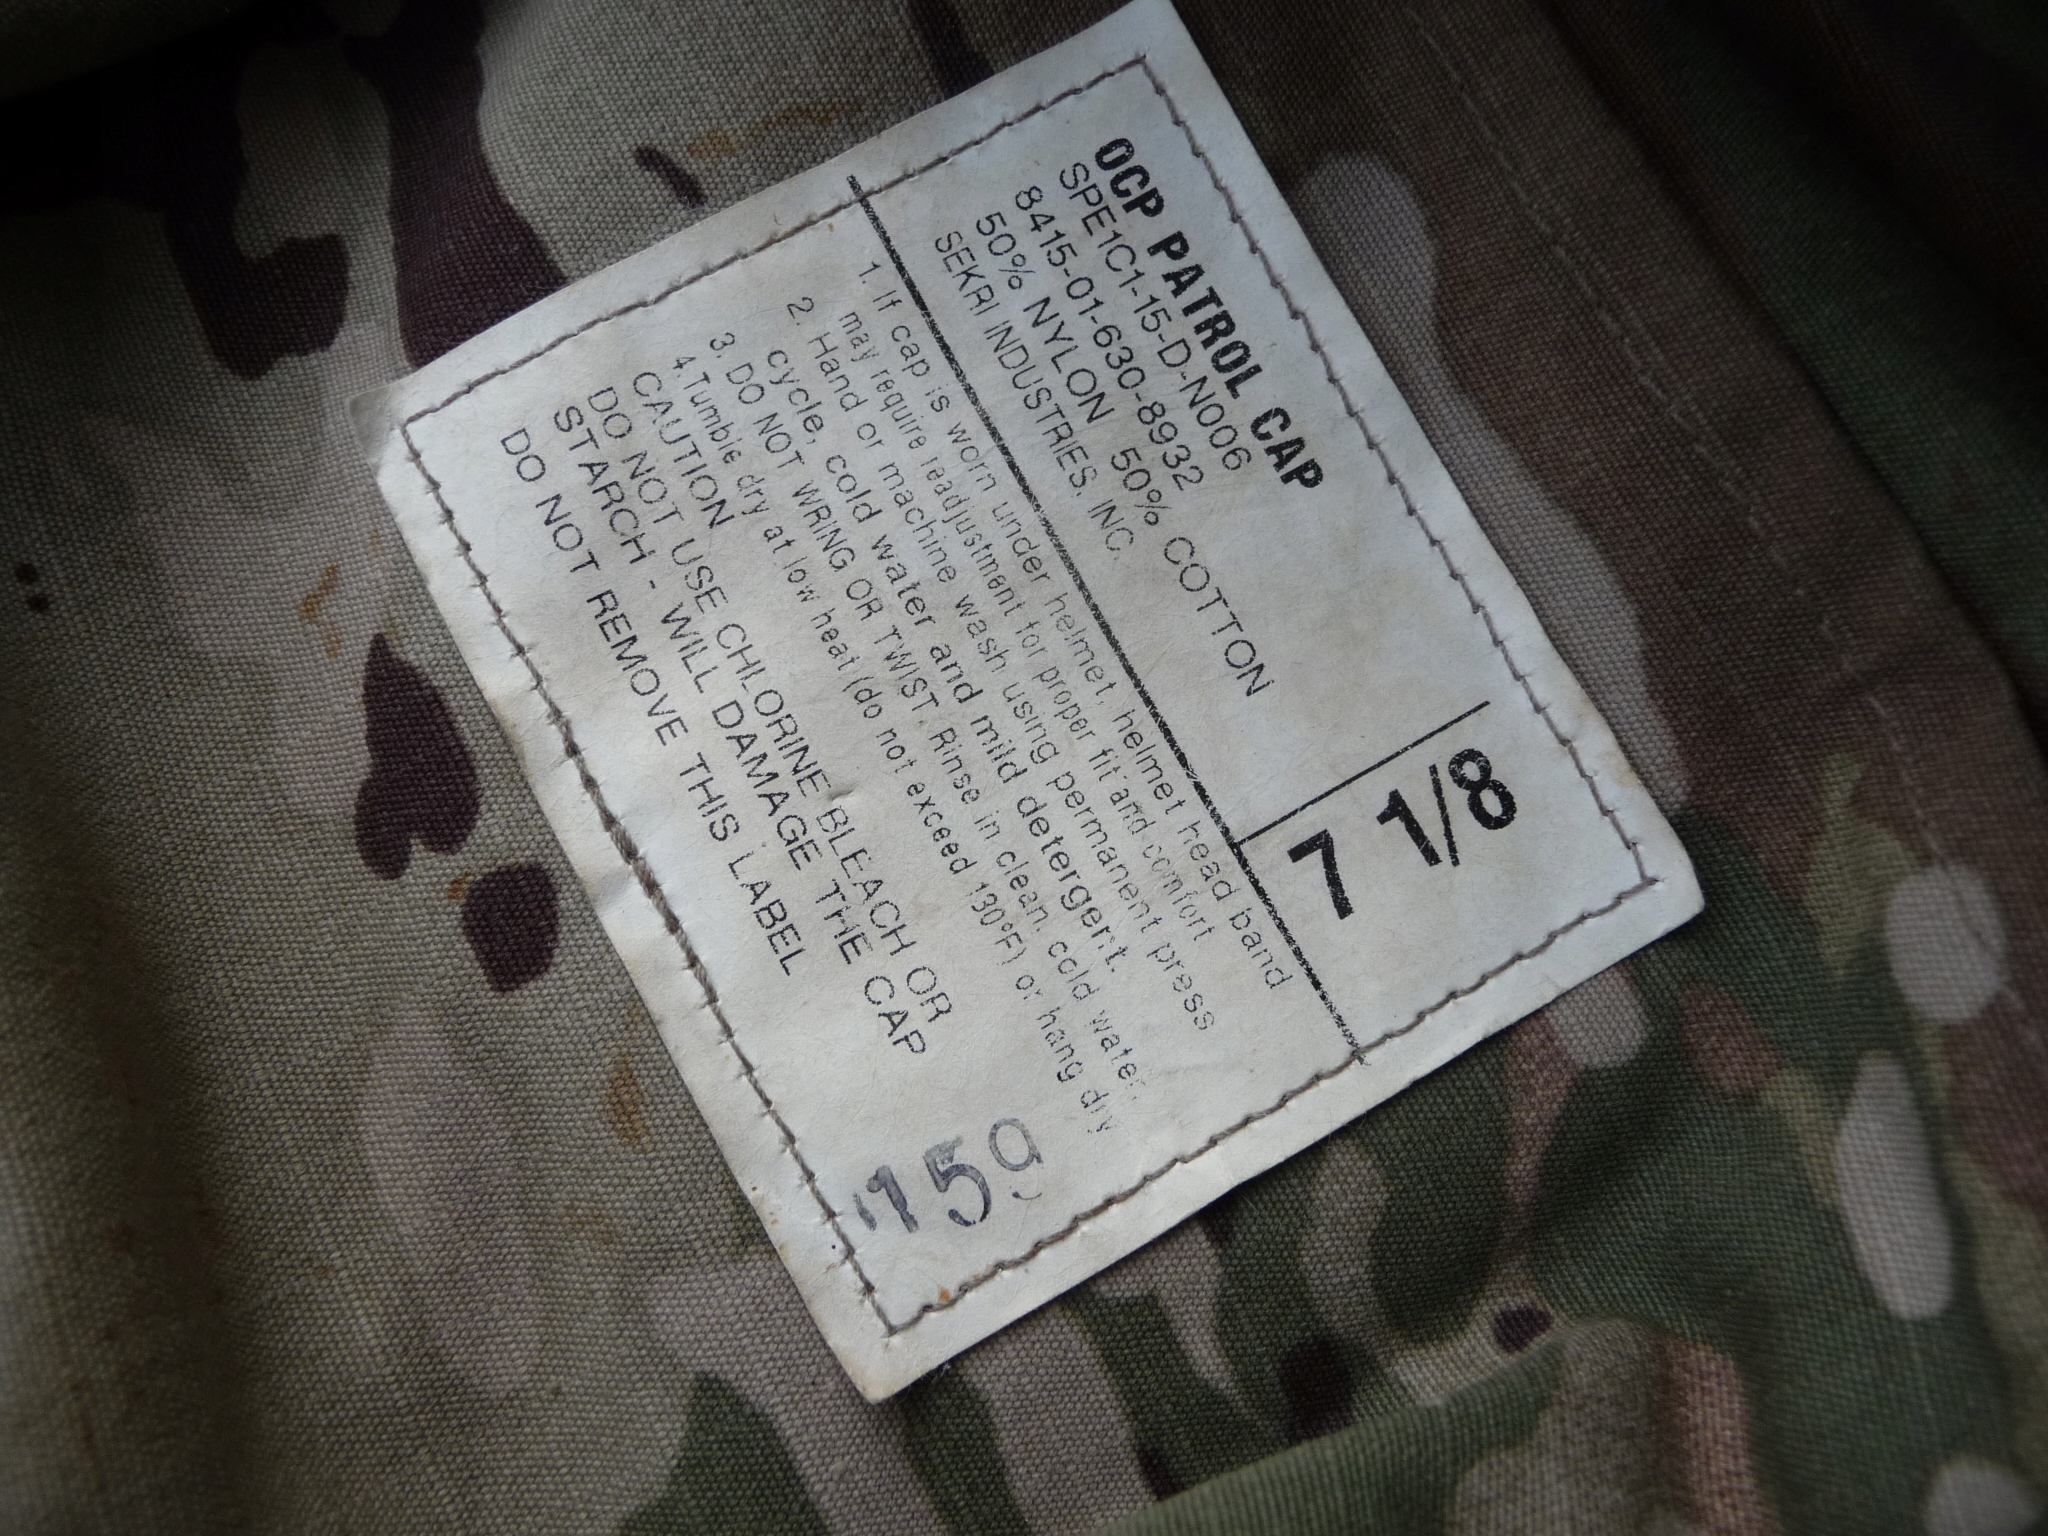 OCP PATROL CAP
SPE1C1-15-D-N006
8415-01-630-8932
50% NYLON 50% COTTON
SEKRI INDUSTRIES, INC.
7 1/8
1. If cap is worn under helmet, helmet head band
may require readjustment for proper fit and comfort
2. Hand or machine wash using permanent press
cycle, cold water and mild detergent.
3. DO NOT WRING OR TWIST. Rinse in clean, cold water.
4. Tumble dry at low heat (do not exceed 130°F) or hang dry
CAUTION
DO NOT USE CHLORINE BLEACH OR
STARCH - WILL DAMAGE THE CAP
DO NOT REMOVE THIS LABEL